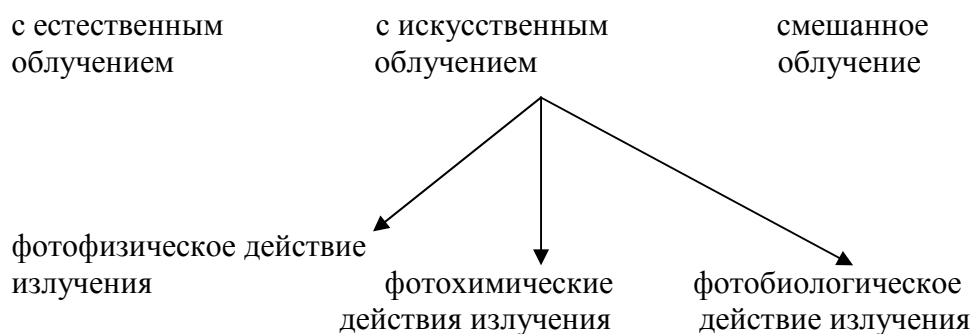 с естественным облучением
с искусственным облучением
смешанное облучение
фотофизическое действие излучения
фотохимические действия излучения
фотобиологическое действие излучения